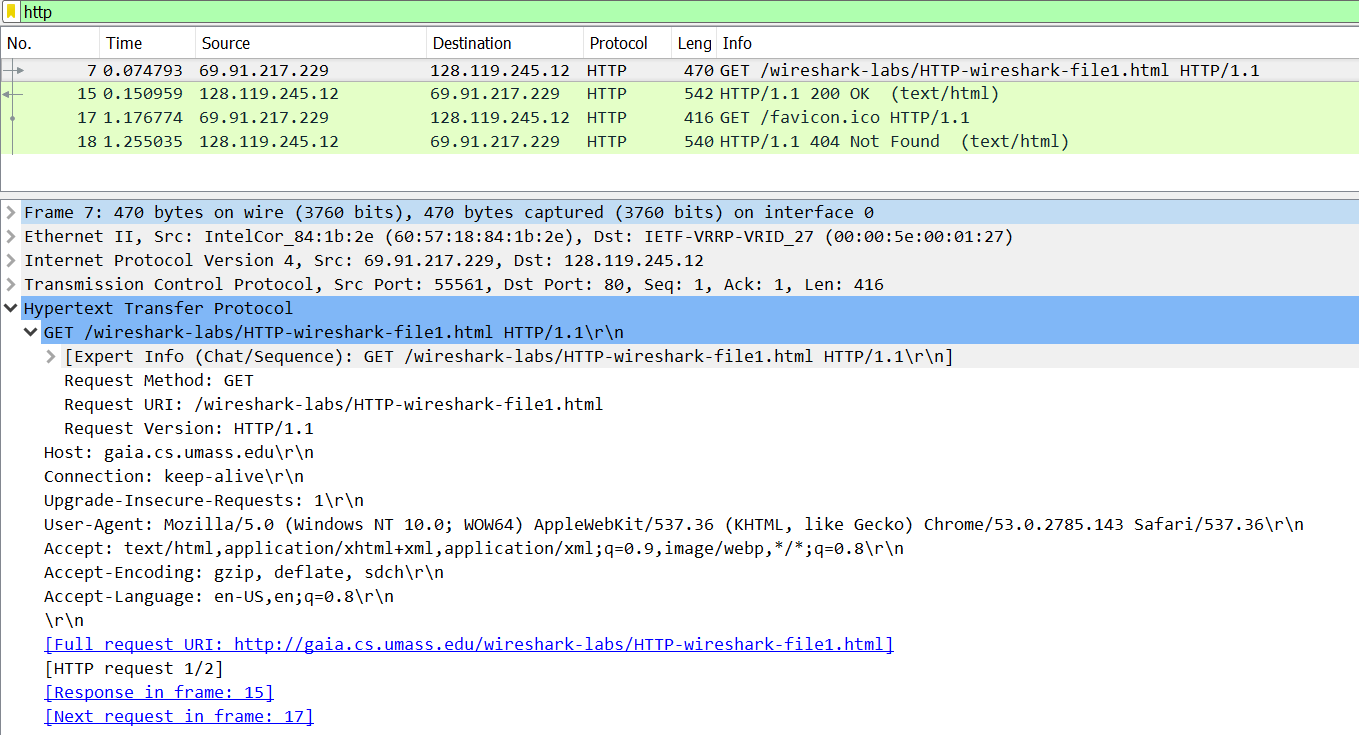 http
No. Time Source Destination Protocol Leng Info
7 0.074793 69.91.217.229 128.119.245.12 HTTP 470 GET /wireshark-labs/HTTP-wireshark-file1.html HTTP/1.1
15 0.150959 128.119.245.12 69.91.217.229 HTTP 542 HTTP/1.1 200 OK (text/html)
17 1.176774 69.91.217.229 128.119.245.12 HTTP 416 GET /favicon.ico HTTP/1.1
18 1.255035 128.119.245.12 69.91.217.229 HTTP 540 HTTP/1.1 404 Not Found (text/html)
Frame 7: 470 bytes on wire (3760 bits), 470 bytes captured (3760 bits) on interface 0
Ethernet II, Src: IntelCor_84:1b:2e (60:57:18:84:1b:2e), Dst: IETF-VRRP-VRID_27 (00:00:5e:00:01:27)
Internet Protocol Version 4, Src: 69.91.217.229, Dst: 128.119.245.12
Transmission Control Protocol, Src Port: 55561, Dst Port: 80, Seq: 1, Ack: 1, Len: 416
Hypertext Transfer Protocol
GET /wireshark-labs/HTTP-wireshark-file1.html HTTP/1.1\r\n
[Expert Info (Chat/Sequence): GET /wireshark-labs/HTTP-wireshark-file1.html HTTP/1.1\r\n]
Request Method: GET
Request URI: /wireshark-labs/HTTP-wireshark-file1.html
Request Version: HTTP/1.1
Host: gaia.cs.umass.edu\r\n
Connection: keep-alive\r\n
Upgrade-Insecure-Requests: 1\r\n
User-Agent: Mozilla/5.0 (Windows NT 10.0; WOW64) AppleWebKit/537.36 (KHTML, like Gecko) Chrome/53.0.2785.143 Safari/537.36\r\n
Accept: text/html,application/xhtml+xml,application/xml;q=0.9,image/webp,*/*;q=0.8\r\n
Accept-Encoding: gzip, deflate, sdch\r\n
Accept-Language: en-US,en;q=0.8\r\n
\r\n
[Full request URI: http://gaia.cs.umass.edu/wireshark-labs/HTTP-wireshark-file1.html]
[HTTP request 1/2]
[Response in frame: 15]
[Next request in frame: 17]